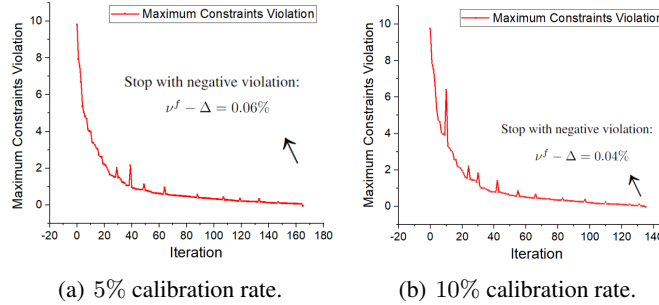 Maximum Constraints Violation
10
8
6
4
2
0
Maximum Constraints Violation
Stop with negative violation:
ν^f − Δ = 0.06%
-20 0 20 40 60 80 100 120 140 160 180
Iteration
(a) 5% calibration rate.
Maximum Constraints Violation
10
8
6
4
2
0
Maximum Constraints Violation
Stop with negative violation:
ν^f − Δ = 0.04%
-20 0 20 40 60 80 100 120 140
Iteration
(b) 10% calibration rate.